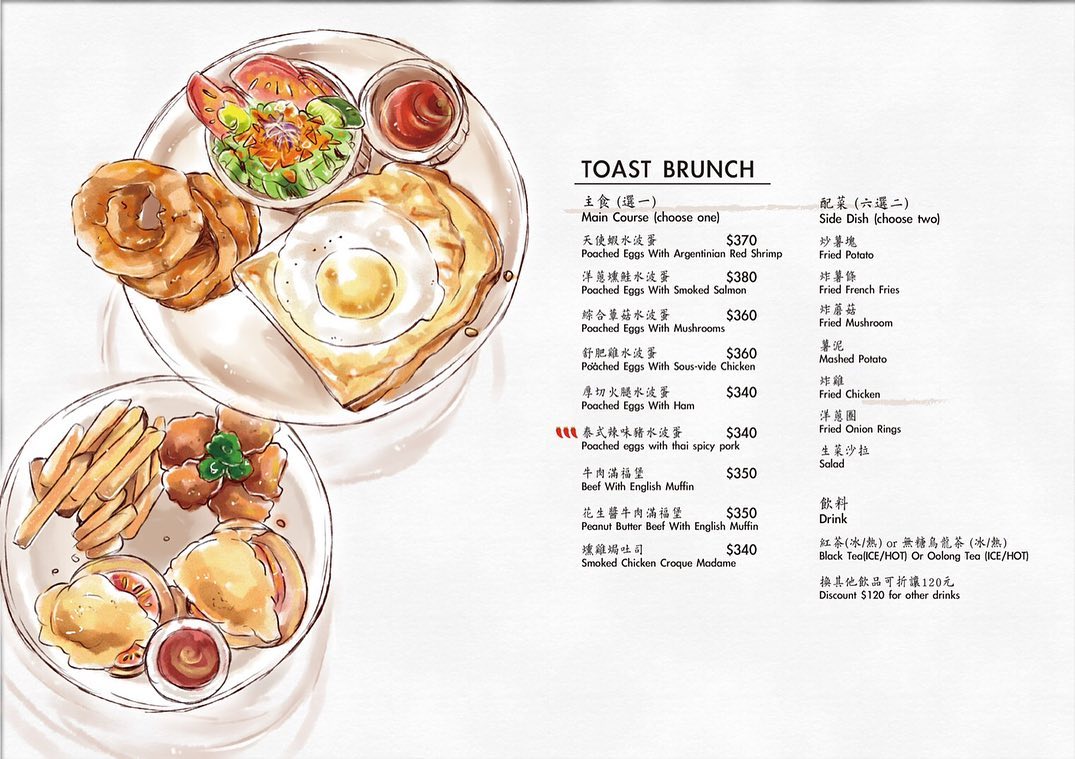 TOAST BRUNCH
主食 (選一)
Main Course (choose one)
天使蝦水波蛋 $370
Poached Eggs With Argentinian Red Shrimp
洋蔥燻鮭水波蛋 $380
Poached Eggs With Smoked Salmon
綜合蕈菇水波蛋 $360
Poached Eggs With Mushrooms
舒肥雞水波蛋 $360
Poached Eggs With Sous-vide Chicken
厚切火腿水波蛋 $340
Poached Eggs With Ham
泰式辣味豬水波蛋 $340
Poached eggs with thai spicy pork
牛肉滿福堡 $350
Beef With English Muffin
花生醬牛肉滿福堡 $350
Peanut Butter Beef With English Muffin
燻雞焗吐司 $340
Smoked Chicken Croque Madame
配菜 (六選二)
Side Dish (choose two)
炒薯塊
Fried Potato
炸薯條
Fried French Fries
炸蘑菇
Fried Mushroom
薯泥
Mashed Potato
炸雞
Fried Chicken
洋蔥圈
Fried Onion Rings
生菜沙拉
Salad
飲料
Drink
紅茶(冰/熱) or 無糖烏龍茶 (冰/熱)
Black Tea(ICE/HOT) Or Oolong Tea (ICE/HOT)
換其他飲品可折讓120元
Discount $120 for other drinks